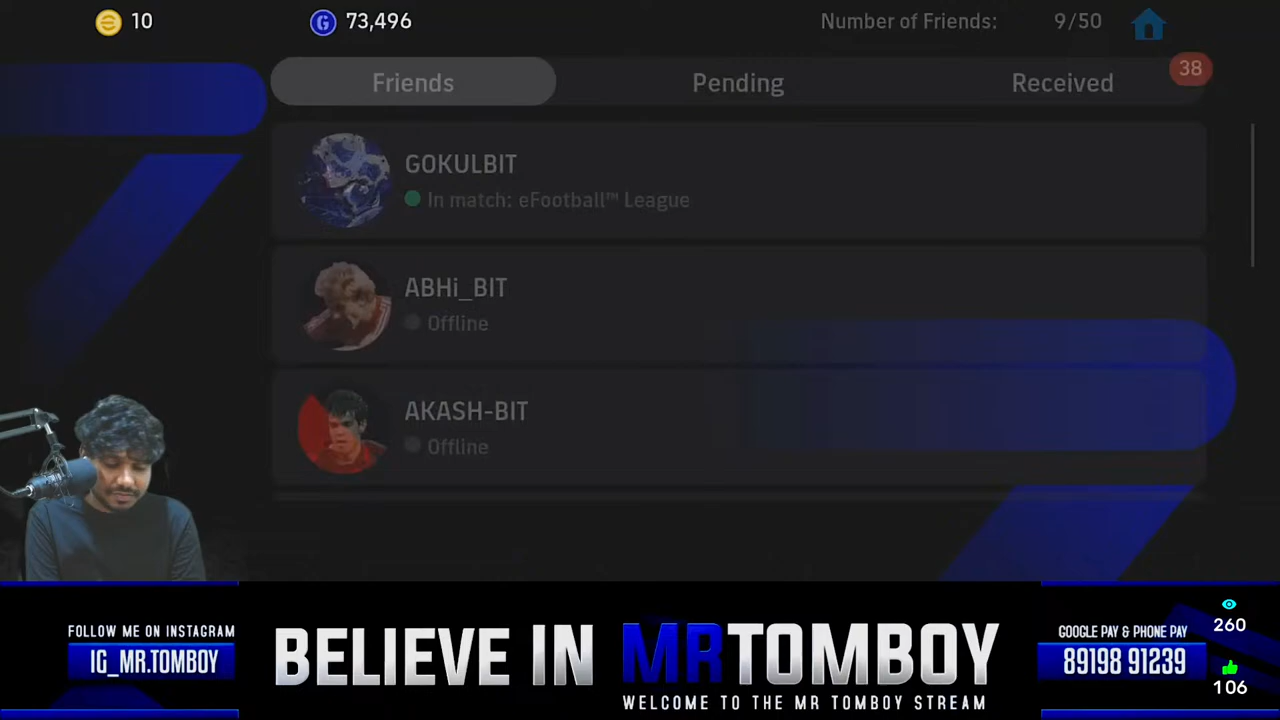 10
73,496
Number of Friends: 9/50
Friends
Pending
Received
38
GOKULBIT
In match: eFootball™ League
ABHi_BIT
Offline
AKASH-BIT
Offline
FOLLOW ME ON INSTAGRAM
IG_MR.TOMBOY
BELIEVE IN MRTOMBOY
WELCOME TO THE MR TOMBOY STREAM
GOOGLE PAY & PHONE PAY
89198 91239
260
106